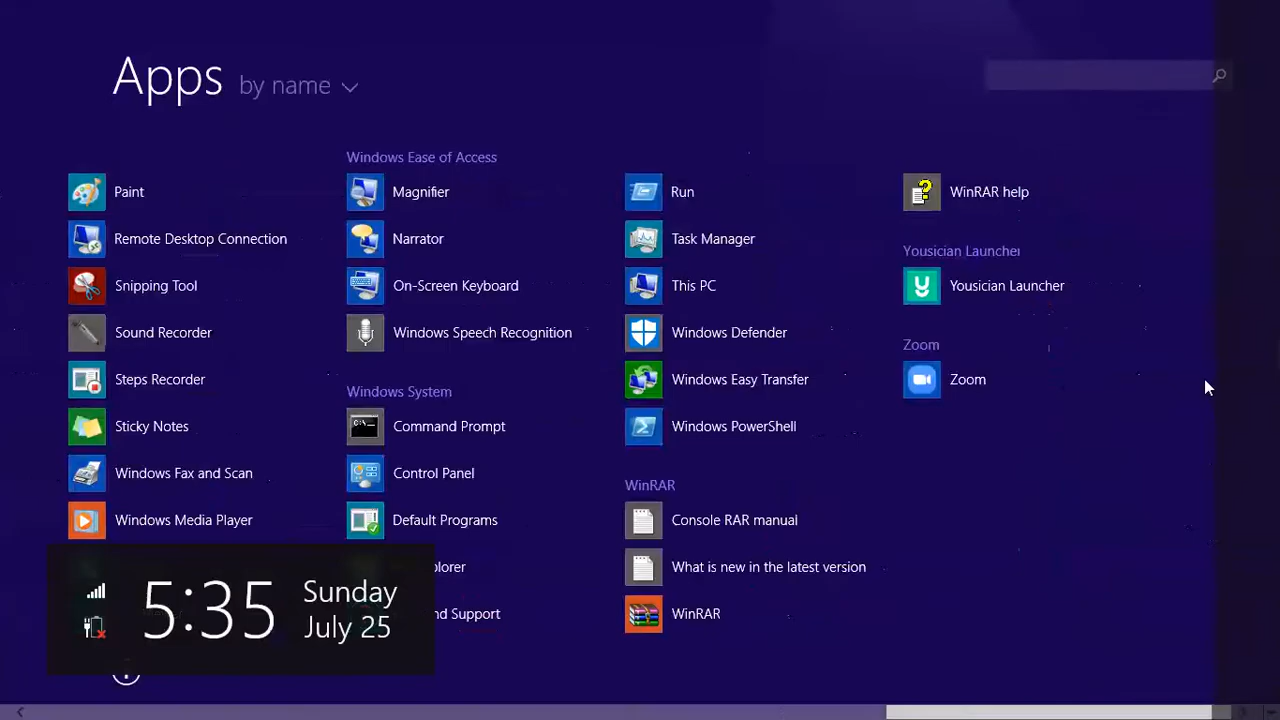 Apps by name
Paint
Remote Desktop Connection
Snipping Tool
Sound Recorder
Steps Recorder
Sticky Notes
Windows Fax and Scan
Windows Media Player
Windows Ease of Access
Magnifier
Narrator
On-Screen Keyboard
Windows Speech Recognition
Windows System
Command Prompt
C:\_
Control Panel
Default Programs
plorer
nd Support
Run
Task Manager
This PC
Windows Defender
Windows Easy Transfer
Windows PowerShell
WinRAR
Console RAR manual
What is new in the latest version
WinRAR
WinRAR help
Yousician Launcher
Yousician Launcher
Zoom
Zoom
5:35
Sunday
July 25